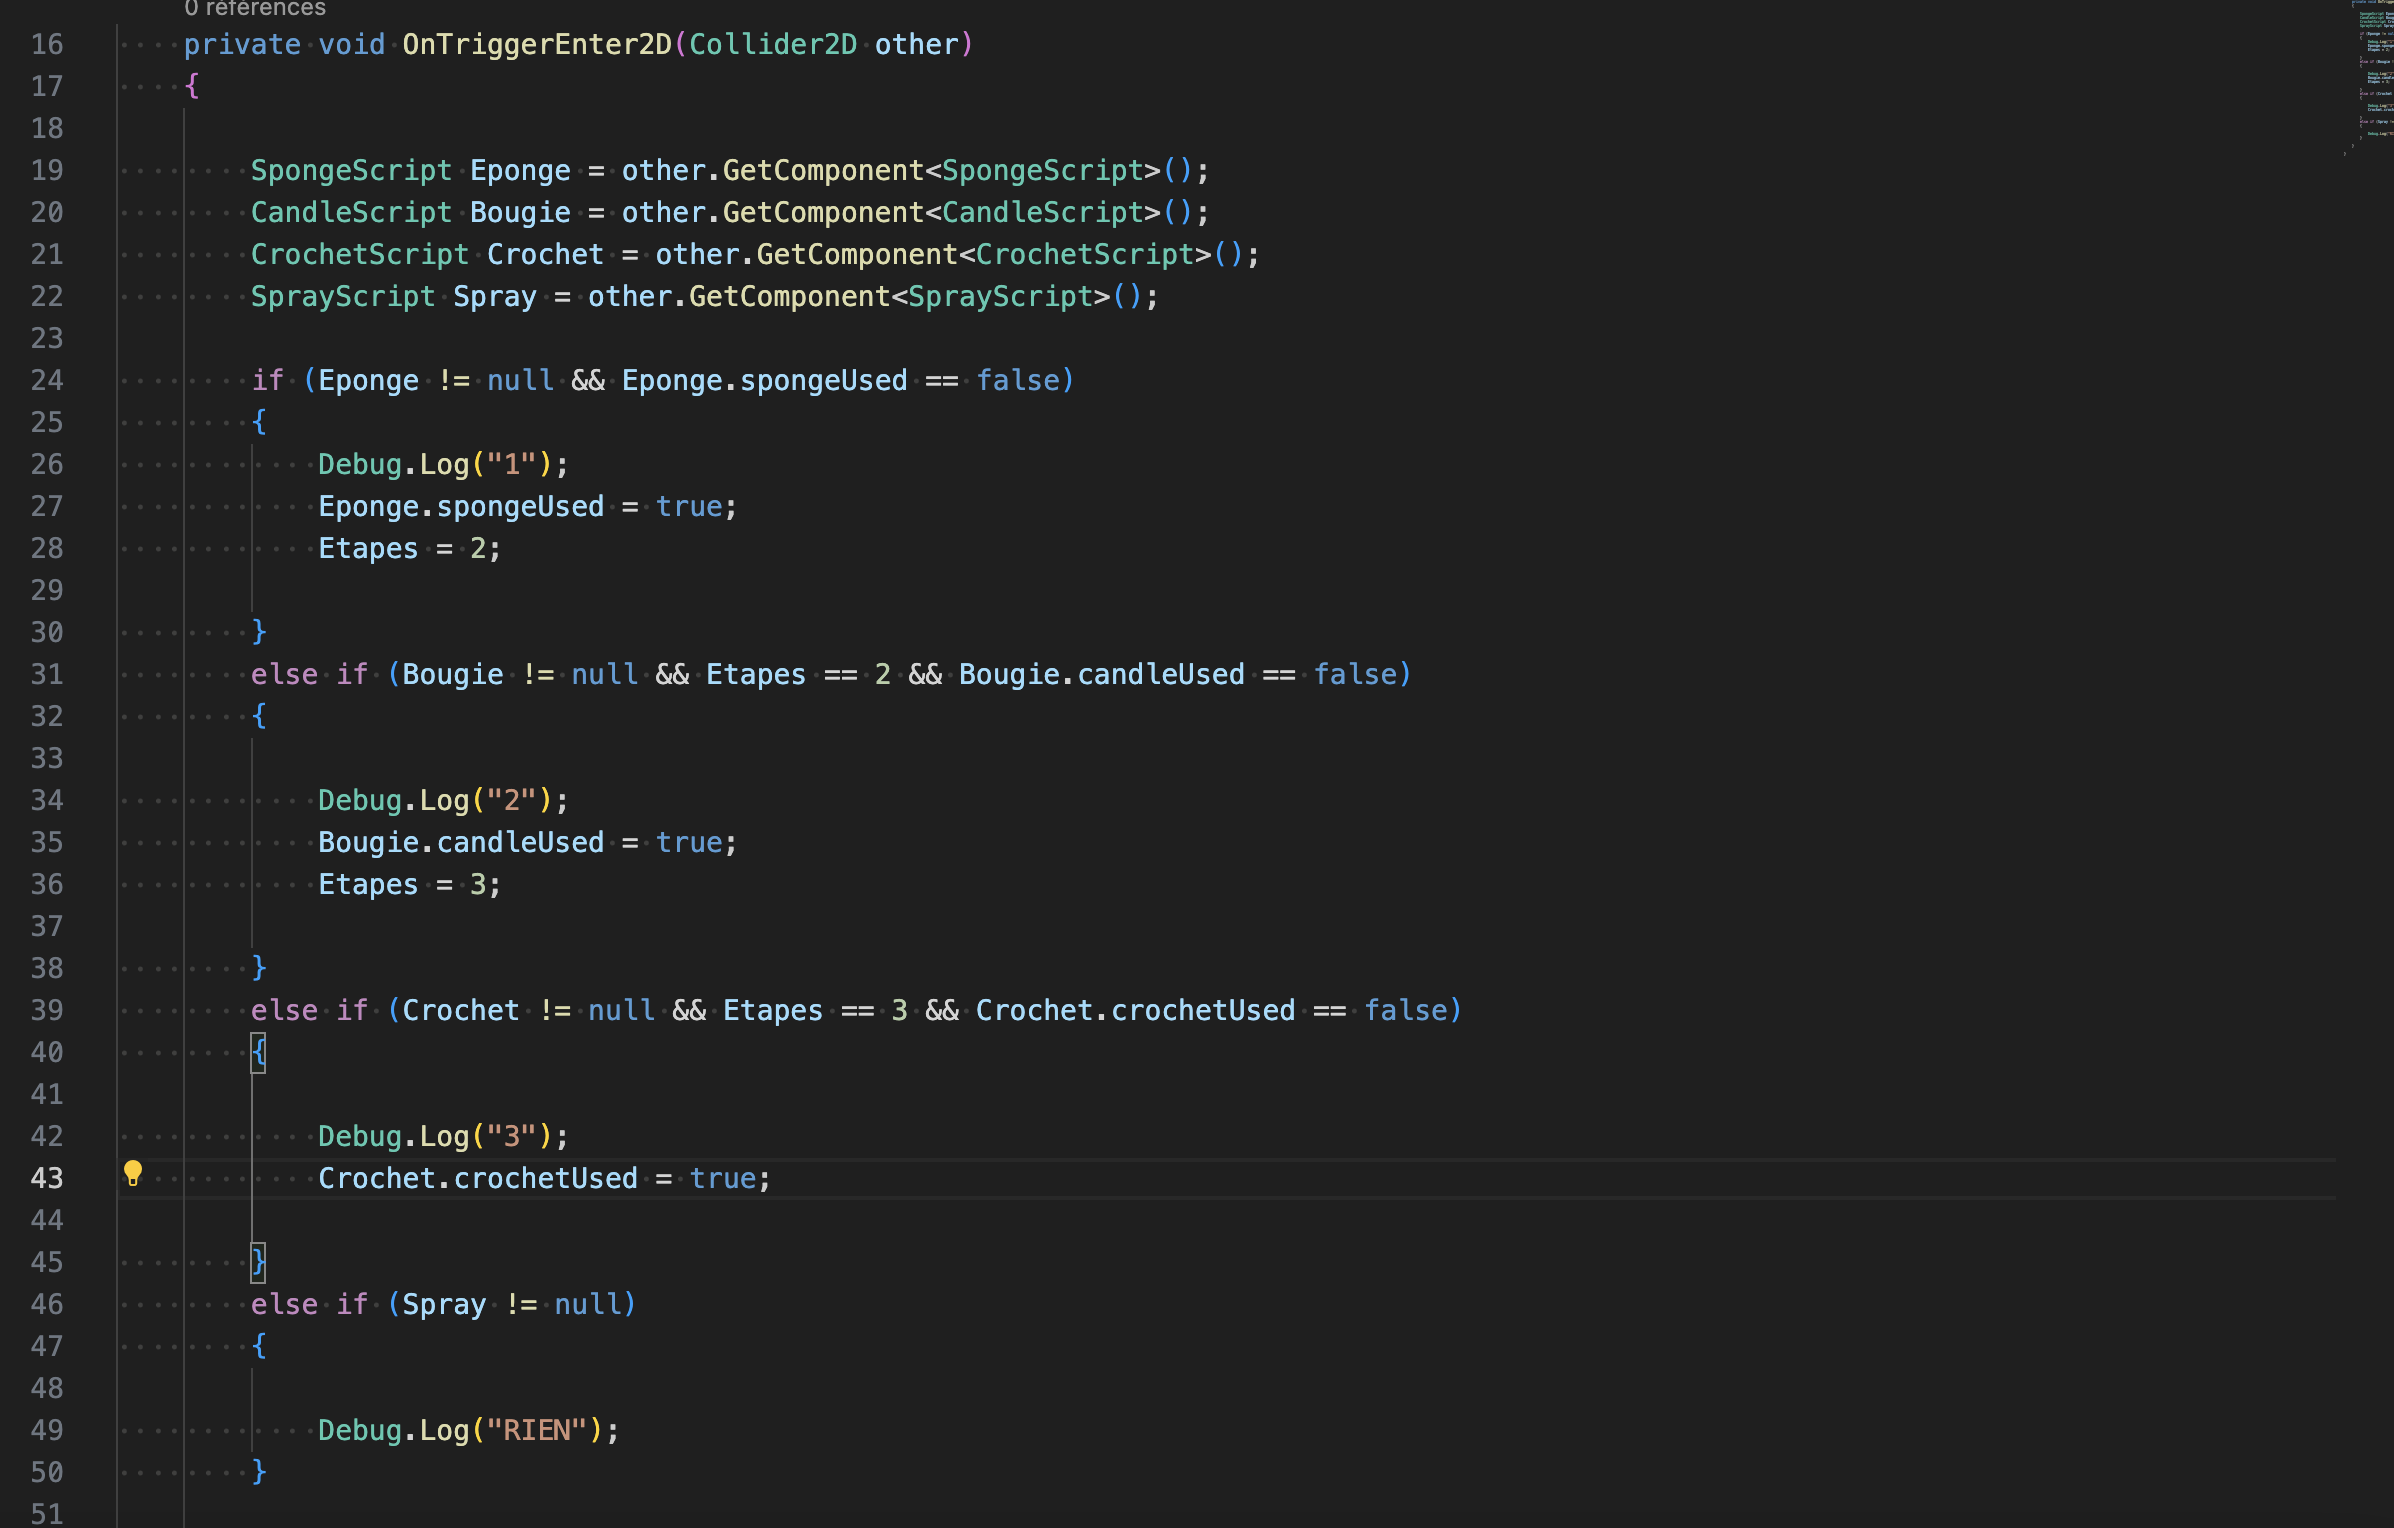 0 références
16 private void OnTriggerEnter2D(Collider2D other)
17 {
18
19 SpongeScript Eponge = other.GetComponent<SpongeScript>();
20 CandleScript Bougie = other.GetComponent<CandleScript>();
21 CrochetScript Crochet = other.GetComponent<CrochetScript>();
22 SprayScript Spray = other.GetComponent<SprayScript>();
23
24 if (Eponge != null && Eponge.spongeUsed == false)
25 {
26 Debug.Log("1");
27 Eponge.spongeUsed = true;
28 Etapes = 2;
29
30 }
31 else if (Bougie != null && Etapes == 2 && Bougie.candleUsed == false)
32 {
33
34 Debug.Log("2");
35 Bougie.candleUsed = true;
36 Etapes = 3;
37
38 }
39 else if (Crochet != null && Etapes == 3 && Crochet.crochetUsed == false)
40 {
41
42 Debug.Log("3");
43 Crochet.crochetUsed = true;
44
45 }
46 else if (Spray != null)
47 {
48
49 Debug.Log("RIEN");
50 }
51